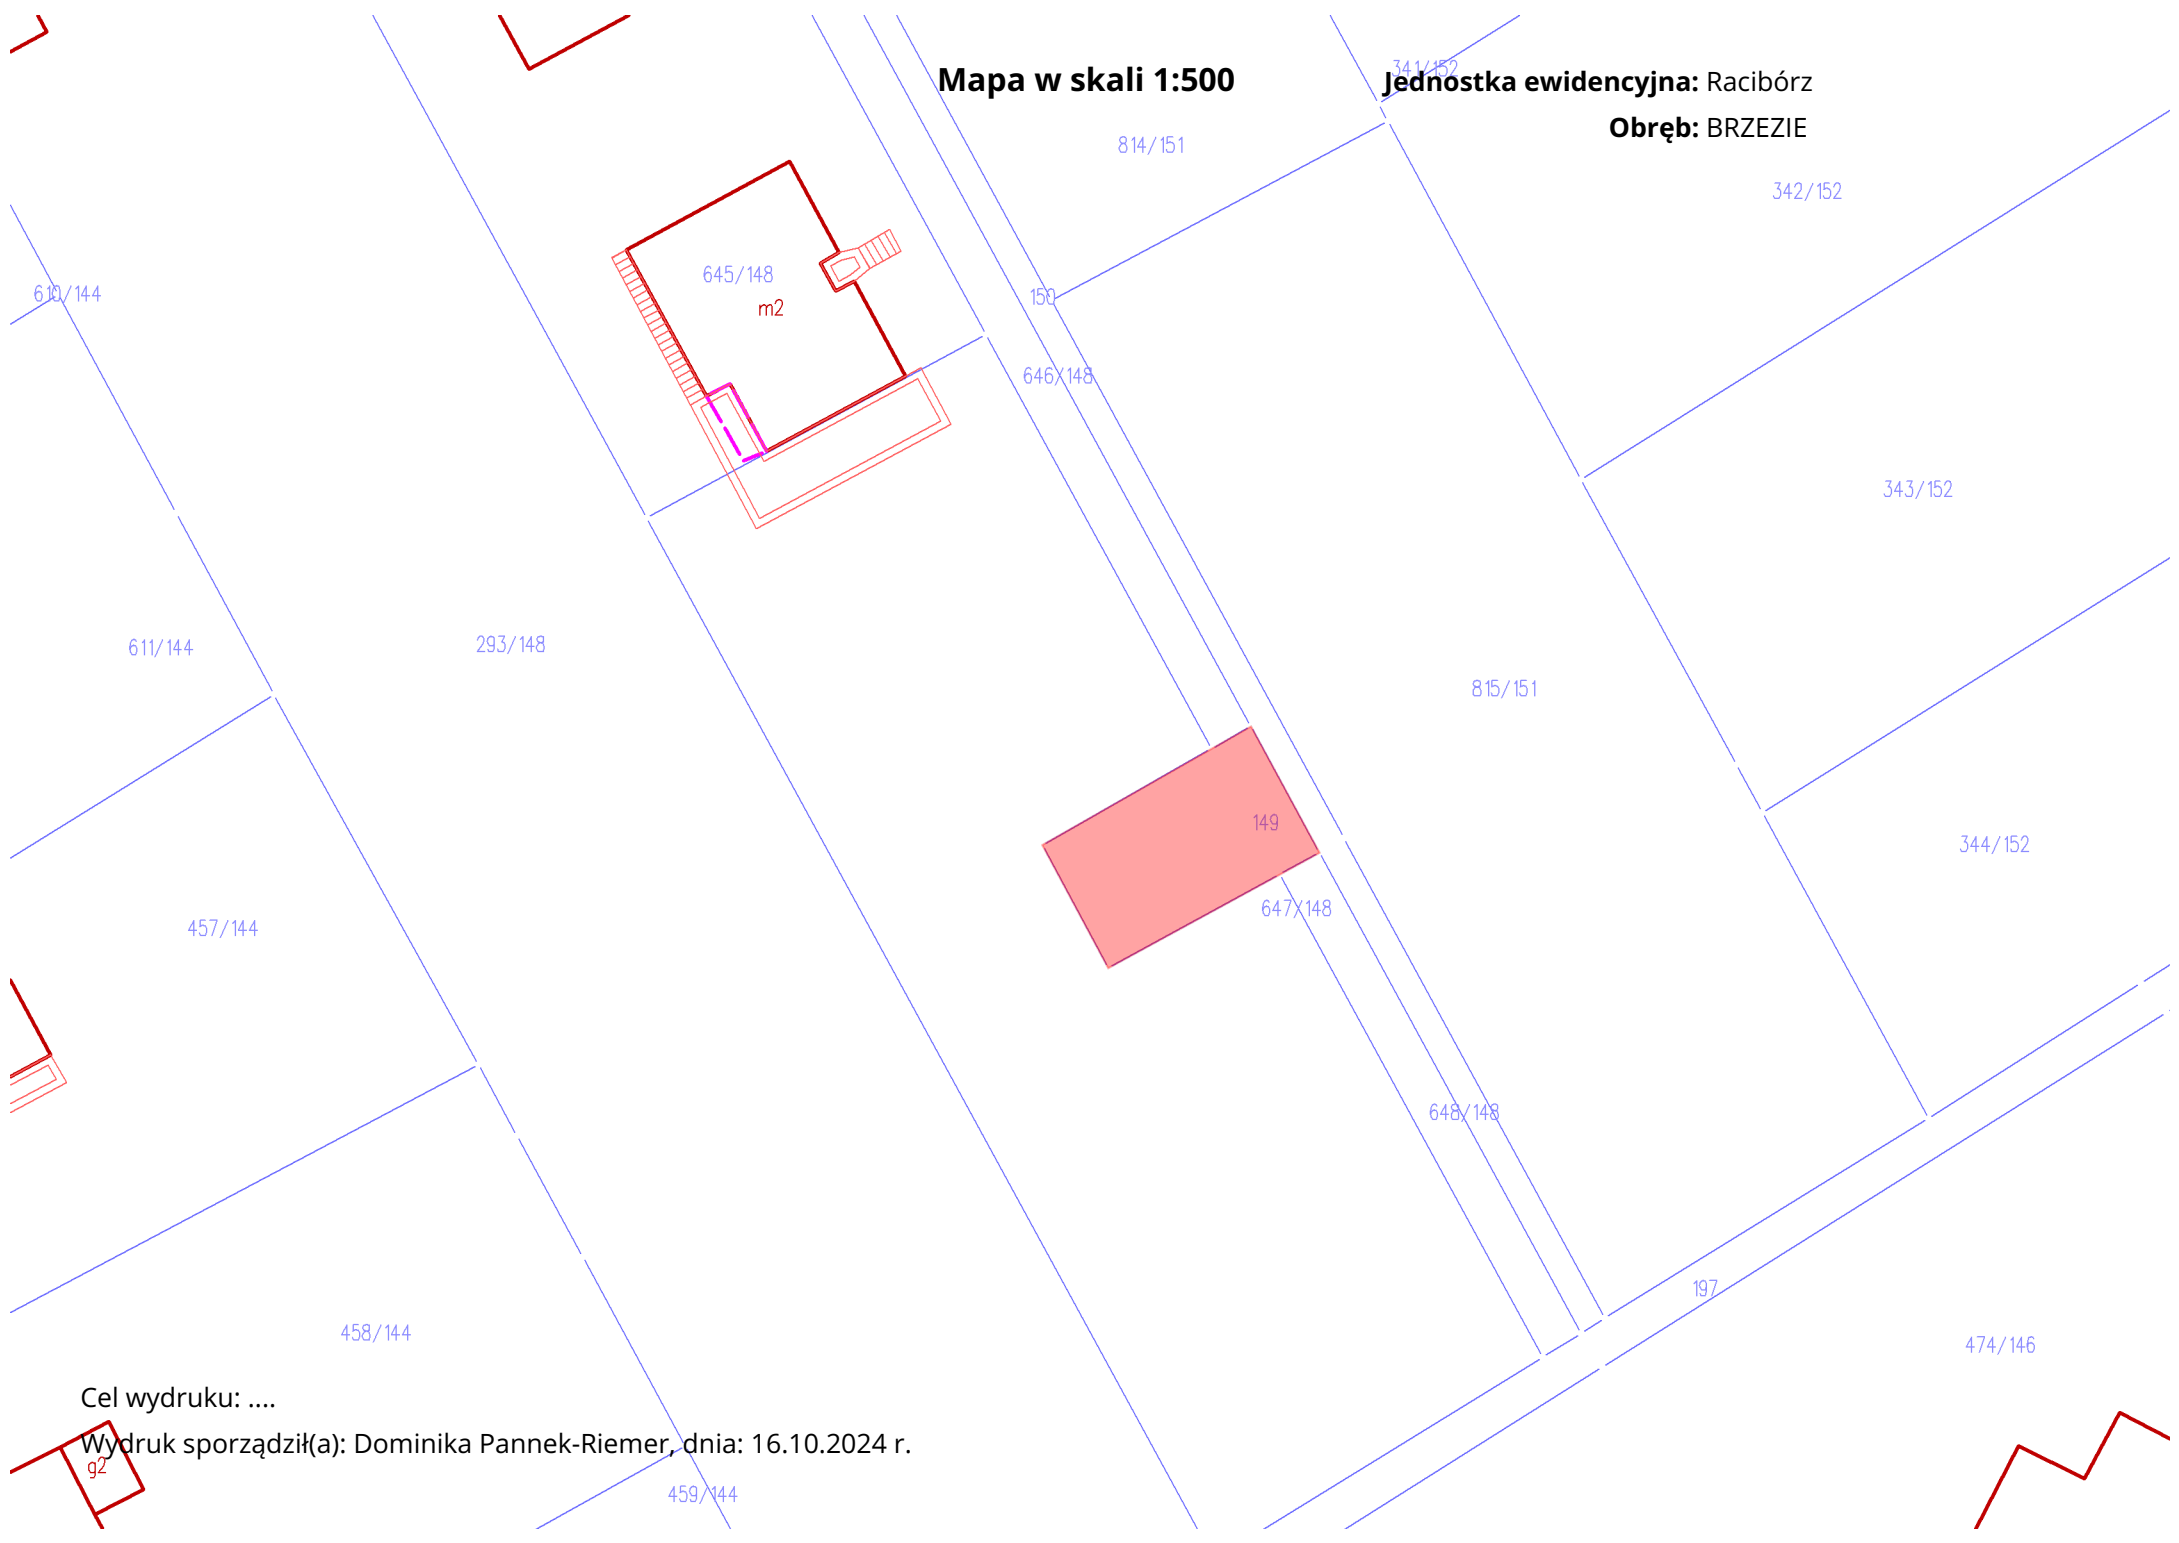 Mapa w skali 1:500
Jednostka ewidencyjna: Racibórz
Obręb: BRZEZIE
341/152
814/151
342/152
645/148
m2
610/144
150
646/148
343/152
611/144
293/148
815/151
149
344/152
647/148
457/144
648/148
197
458/144
474/146
Cel wydruku: ....
Wydruk sporządził(a): Dominika Pannek-Riemer, dnia: 16.10.2024 r.
g2
459/144